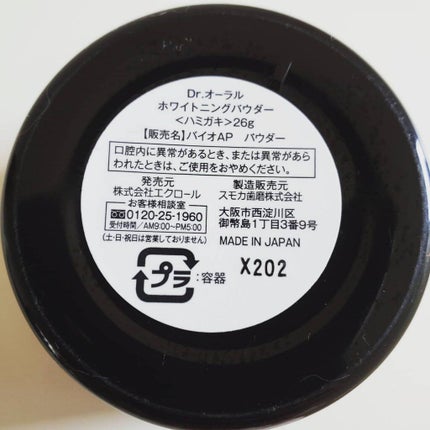 Dr.オーラル
ホワイトニングパウダー
<ハミガキ>26g
【販売名】バイオAP パウダー
口腔内に異常があるとき、または異常があら
われたときは、ご使用をおやめください。
発売元
株式会社エクロール
お客様相談室
0120-25-1960
受付時間/AM9:00~PM5:00
(土・日・祝日は営業しておりません)
製造販売元
スモカ歯磨株式会社
大阪市西淀川区
御幣島1丁目3番9号
MADE IN JAPAN
プラ
:容器
X202